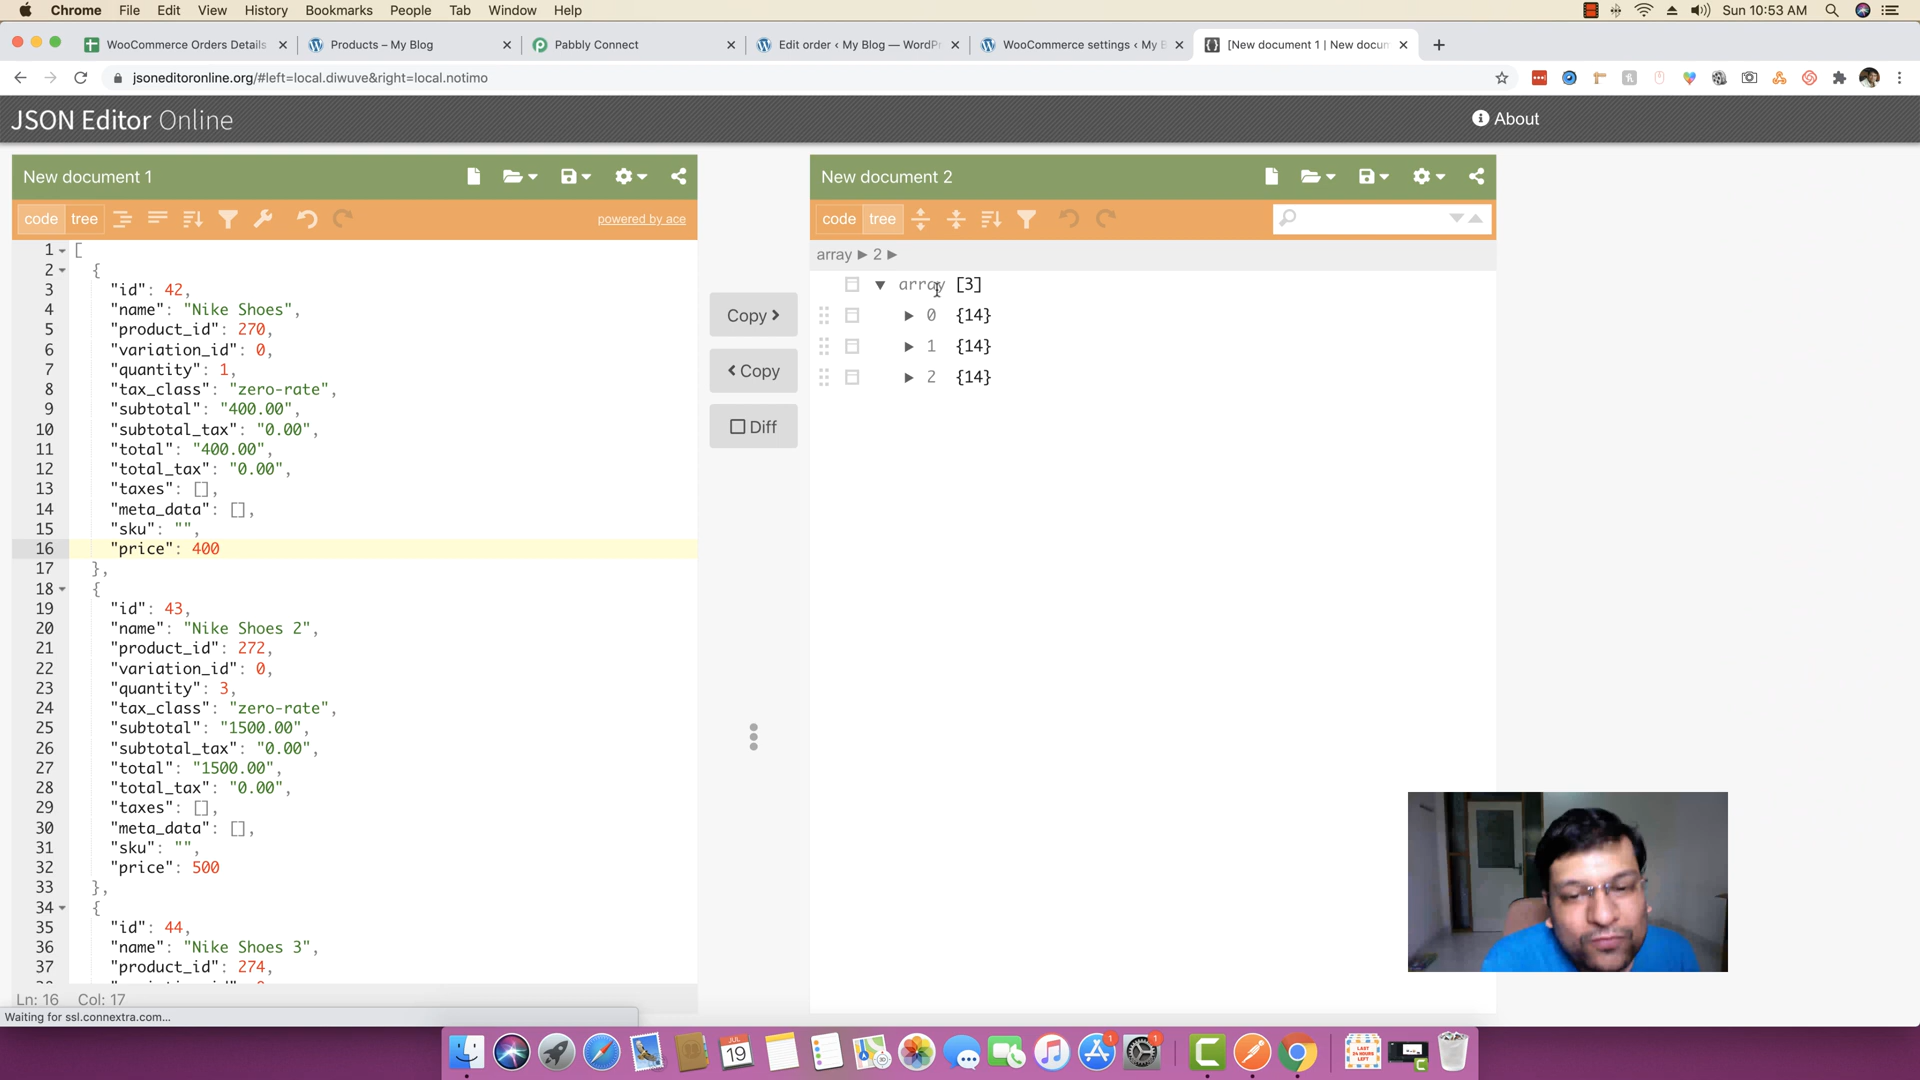 Chrome File Edit View History Bookmarks People Tab Window Help Sun 10:53 AM
WooCommerce Orders Details Products – My Blog Pabbly Connect Edit order ‹ My Blog — WordPr WooCommerce settings ‹ My B [New document 1 | New docum
jsoneditoronline.org/#left=local.diwuve&right=local.notimo
JSON Editor Online About
New document 1
code tree powered by ace
1 [
2 {
3 "id": 42,
4 "name": "Nike Shoes",
5 "product_id": 270,
6 "variation_id": 0,
7 "quantity": 1,
8 "tax_class": "zero-rate",
9 "subtotal": "400.00",
10 "subtotal_tax": "0.00",
11 "total": "400.00",
12 "total_tax": "0.00",
13 "taxes": [],
14 "meta_data": [],
15 "sku": "",
16 "price": 400
17 },
18 {
19 "id": 43,
20 "name": "Nike Shoes 2",
21 "product_id": 272,
22 "variation_id": 0,
23 "quantity": 3,
24 "tax_class": "zero-rate",
25 "subtotal": "1500.00",
26 "subtotal_tax": "0.00",
27 "total": "1500.00",
28 "total_tax": "0.00",
29 "taxes": [],
30 "meta_data": [],
31 "sku": "",
32 "price": 500
33 },
34 {
35 "id": 44,
36 "name": "Nike Shoes 3",
37 "product_id": 274,
Ln: 16 Col: 17
Waiting for ssl.connextra.com...
Copy
Copy
Diff
New document 2
code tree
array ▶ 2 ▶
array [3]
0 {14}
1 {14}
2 {14}
JUL
19
1
1
LAST
24 HOURS
LEFT